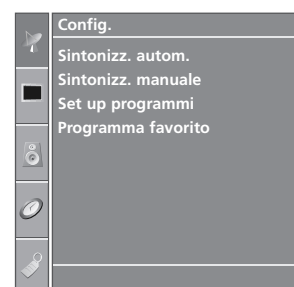 Config.
Sintonizz. autom.
Sintonizz. manuale
Set up programmi
Programma favorito